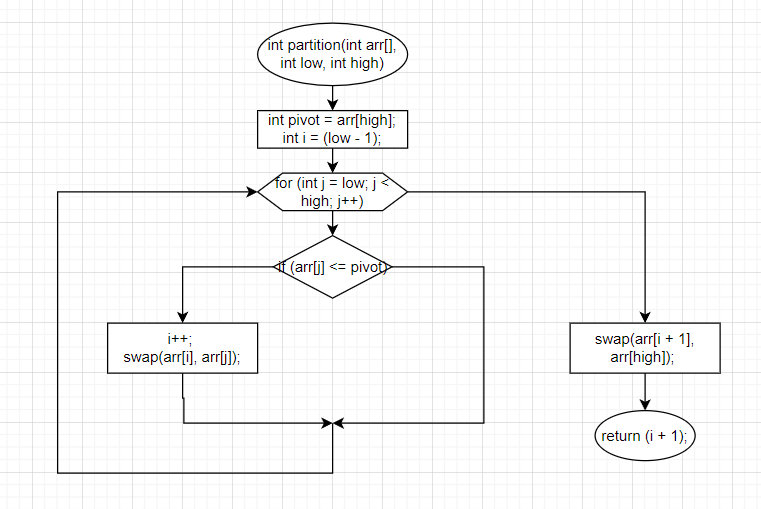 int partition(int arr[],
int low, int high)
int pivot = arr[high];
int i = (low - 1);
for (int j = low; j <
high; j++)
if (arr[j] <= pivot)
i++;
swap(arr[i], arr[j]);
swap(arr[i + 1],
arr[high]);
return (i + 1);